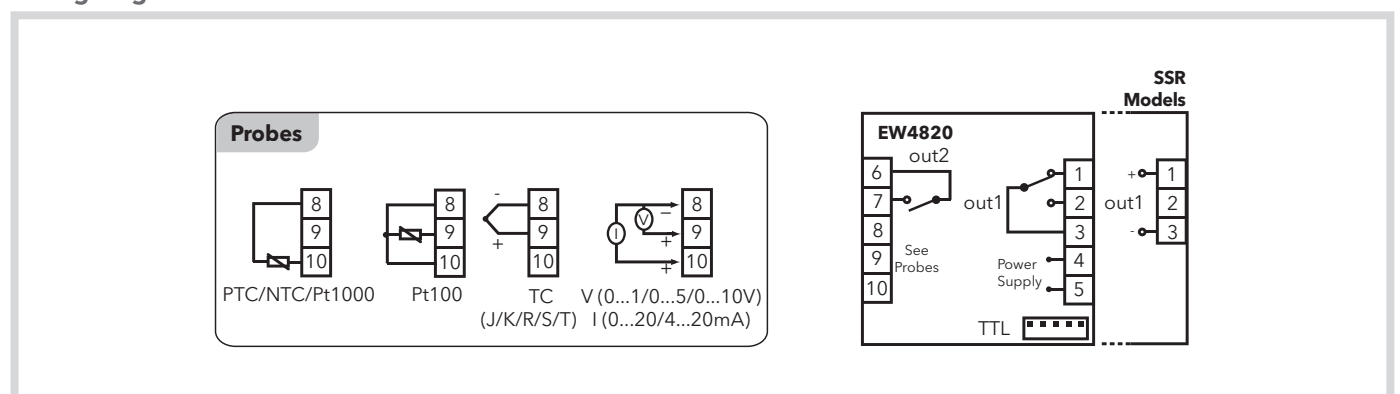 Probes
8
9
10
PTC/NTC/Pt1000
8
9
10
Pt100
-
+
8
9
10
TC
(J/K/R/S/T)
I
V
−
+
+
8
9
10
V (0...1/0...5/0...10V)
I (0...20/4...20mA)
EW4820
out2
6
7
8
9
10
See
Probes
out1
1
2
3
4
5
Power
Supply
TTL
SSR
Models
+
out1
-
1
2
3